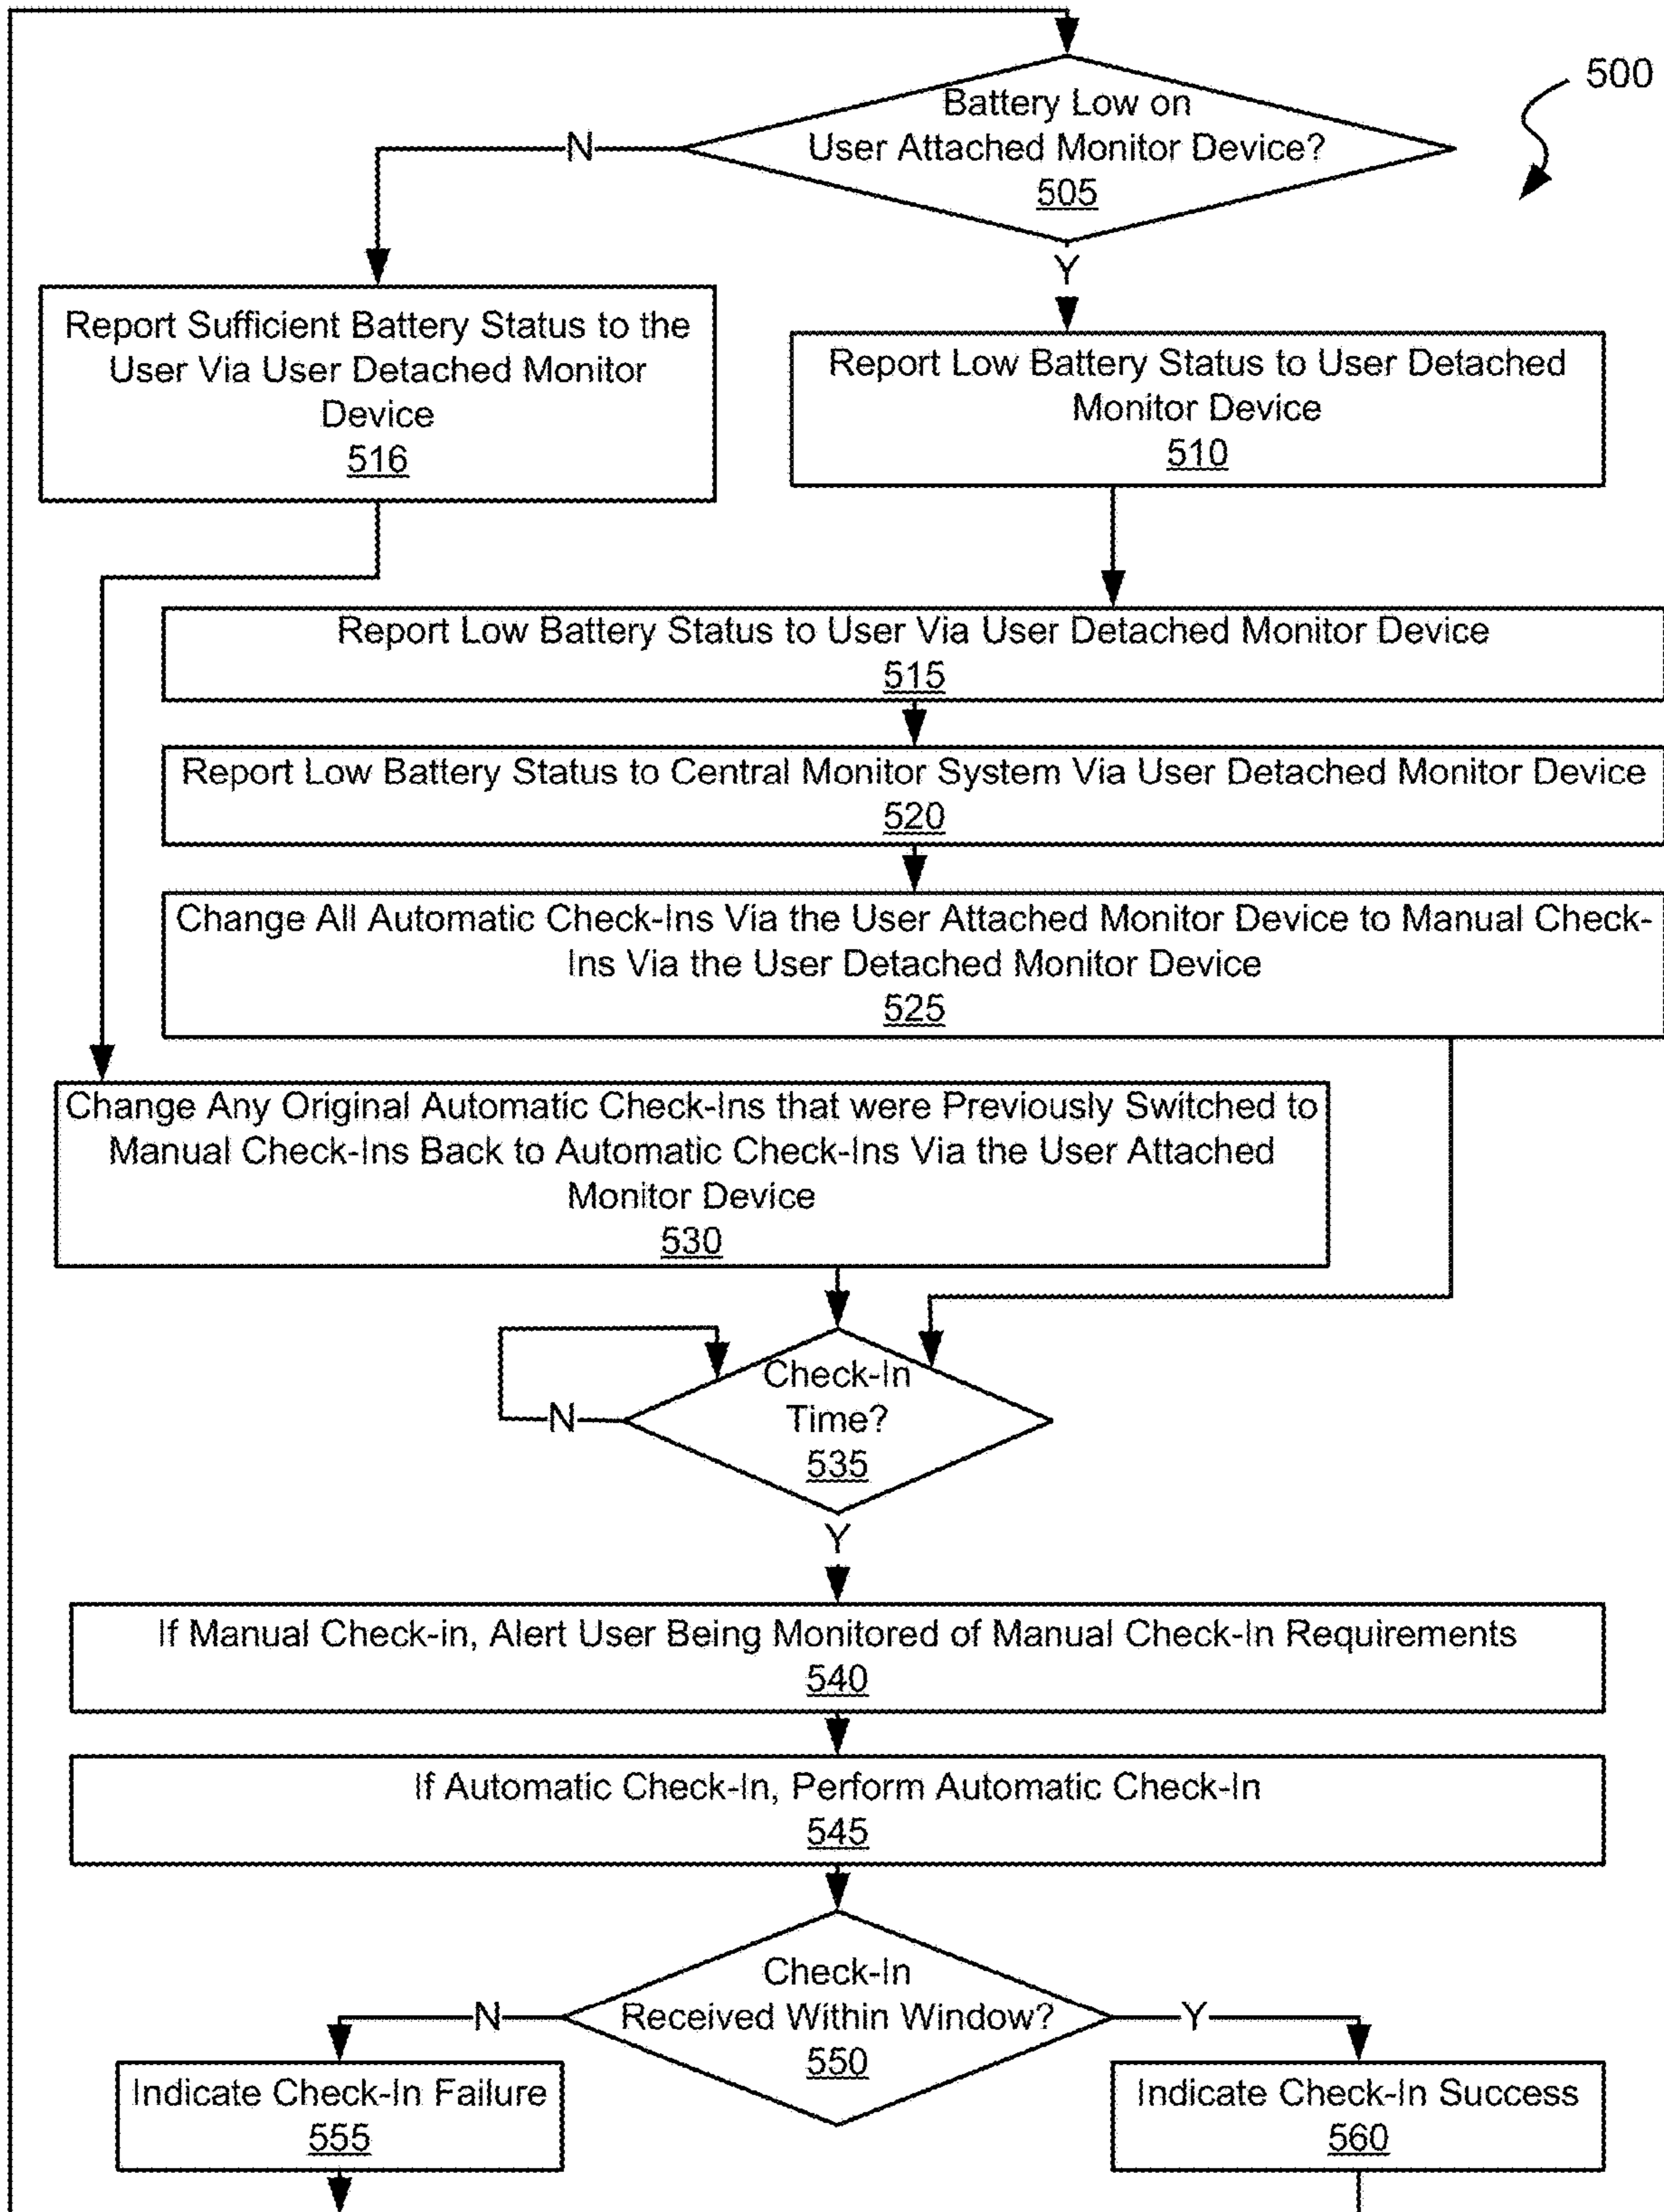 500
Battery Low on
User Attached Monitor Device?
505
N
Y
Report Sufficient Battery Status to the
User Via User Detached Monitor
Device
516
Report Low Battery Status to User Detached
Monitor Device
510
Report Low Battery Status to User Via User Detached Monitor Device
515
Report Low Battery Status to Central Monitor System Via User Detached Monitor Device
520
Change All Automatic Check-Ins Via the User Attached Monitor Device to Manual Check-
Ins Via the User Detached Monitor Device
525
Change Any Original Automatic Check-Ins that were Previously Switched to
Manual Check-Ins Back to Automatic Check-Ins Via the User Attached
Monitor Device
530
Check-In
Time?
535
N
Y
If Manual Check-in, Alert User Being Monitored of Manual Check-In Requirements
540
If Automatic Check-In, Perform Automatic Check-In
545
Check-In
Received Within Window?
550
N
Y
Indicate Check-In Failure
555
Indicate Check-In Success
560